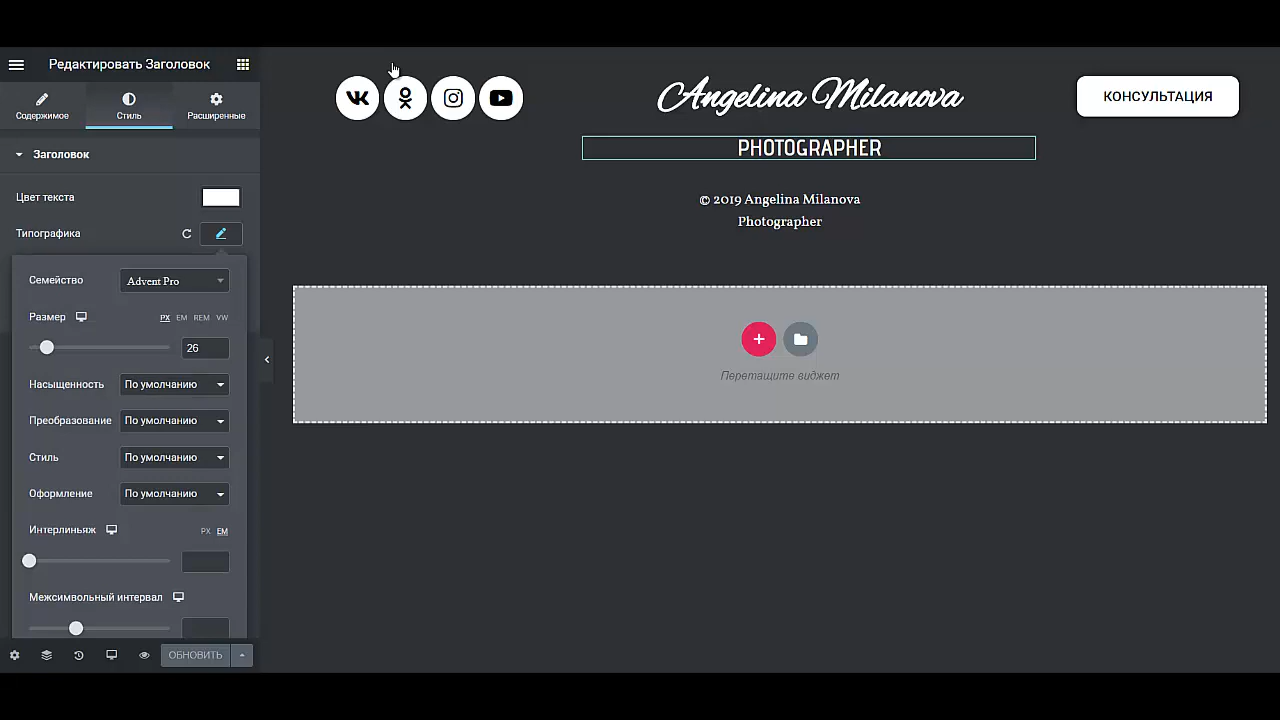 Редактировать Заголовок
Содержимое
Стиль
Расширенные
Заголовок
Цвет текста
Типографика
Семейство
Advent Pro
Размер
PX EM REM VW
26
Насыщенность
По умолчанию
Преобразование
По умолчанию
Стиль
По умолчанию
Оформление
По умолчанию
Интерлиньяж
PX EM
Межсимвольный интервал
ОБНОВИТЬ
Angelina Milanova
PHOTOGRAPHER
КОНСУЛЬТАЦИЯ
© 2019 Angelina Milanova
Photographer
Перетащите виджет